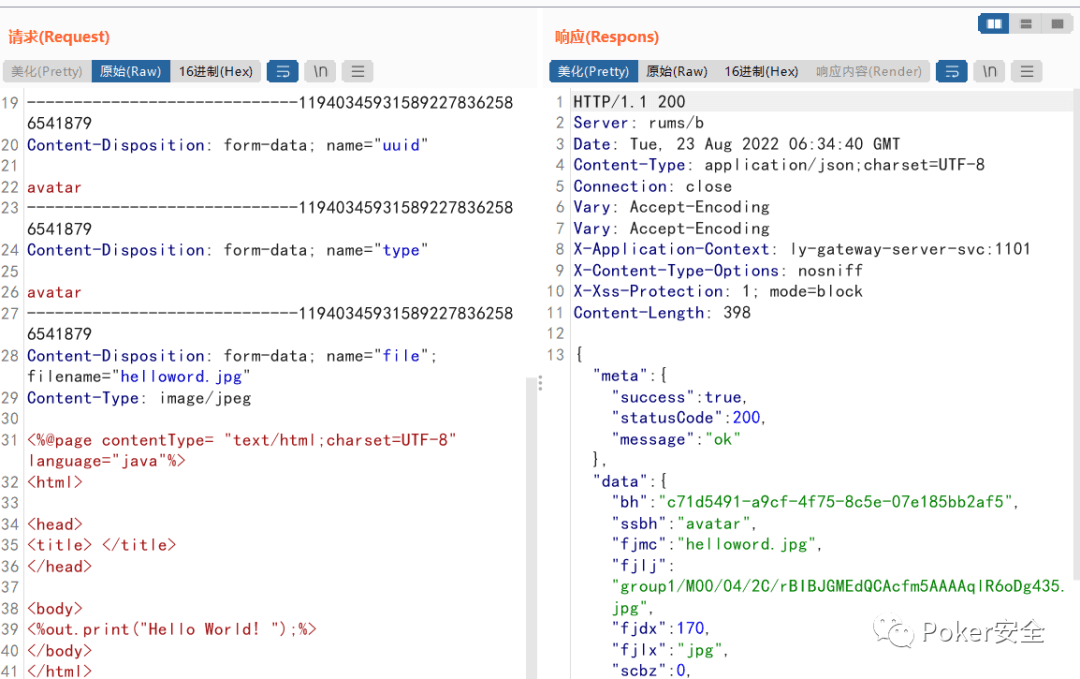 请求(Request)
美化(Pretty) 原始(Raw) 16进制(Hex) \n
19 -----------------------------11940345931589227836258
6541879
20 Content-Disposition: form-data; name="uuid"
21
22 avatar
23 -----------------------------11940345931589227836258
6541879
24 Content-Disposition: form-data; name="type"
25
26 avatar
27 -----------------------------11940345931589227836258
6541879
28 Content-Disposition: form-data; name="file";
filename="helloword.jpg"
29 Content-Type: image/jpeg
30
31 <%@page contentType= "text/html;charset=UTF-8"
language="java"%>
32 <html>
33
34 <head>
35 <title> </title>
36 </head>
37
38 <body>
39 <%out.print("Hello World! ");%>
40 </body>
41 </html>
响应(Respons)
美化(Pretty) 原始(Raw) 16进制(Hex) 响应内容(Render) \n
1 HTTP/1.1 200
2 Server: rums/b
3 Date: Tue, 23 Aug 2022 06:34:40 GMT
4 Content-Type: application/json;charset=UTF-8
5 Connection: close
6 Vary: Accept-Encoding
7 Vary: Accept-Encoding
8 X-Application-Context: ly-gateway-server-svc:1101
9 X-Content-Type-Options: nosniff
10 X-Xss-Protection: 1; mode=block
11 Content-Length: 398
12
13 {
"meta":{
"success":true,
"statusCode":200,
"message":"ok"
},
"data":{
"bh":"c71d5491-a9cf-4f75-8c5e-07e185bb2af5",
"ssbh":"avatar",
"fjmc":"helloword.jpg",
"fjlj":
"group1/M00/04/2C/rBIBJGMEdQCAcfm5AAAAqlR6oDg435.
jpg",
"fjdx":170,
"fjlx":"jpg",
"scbz":0,
Poker安全